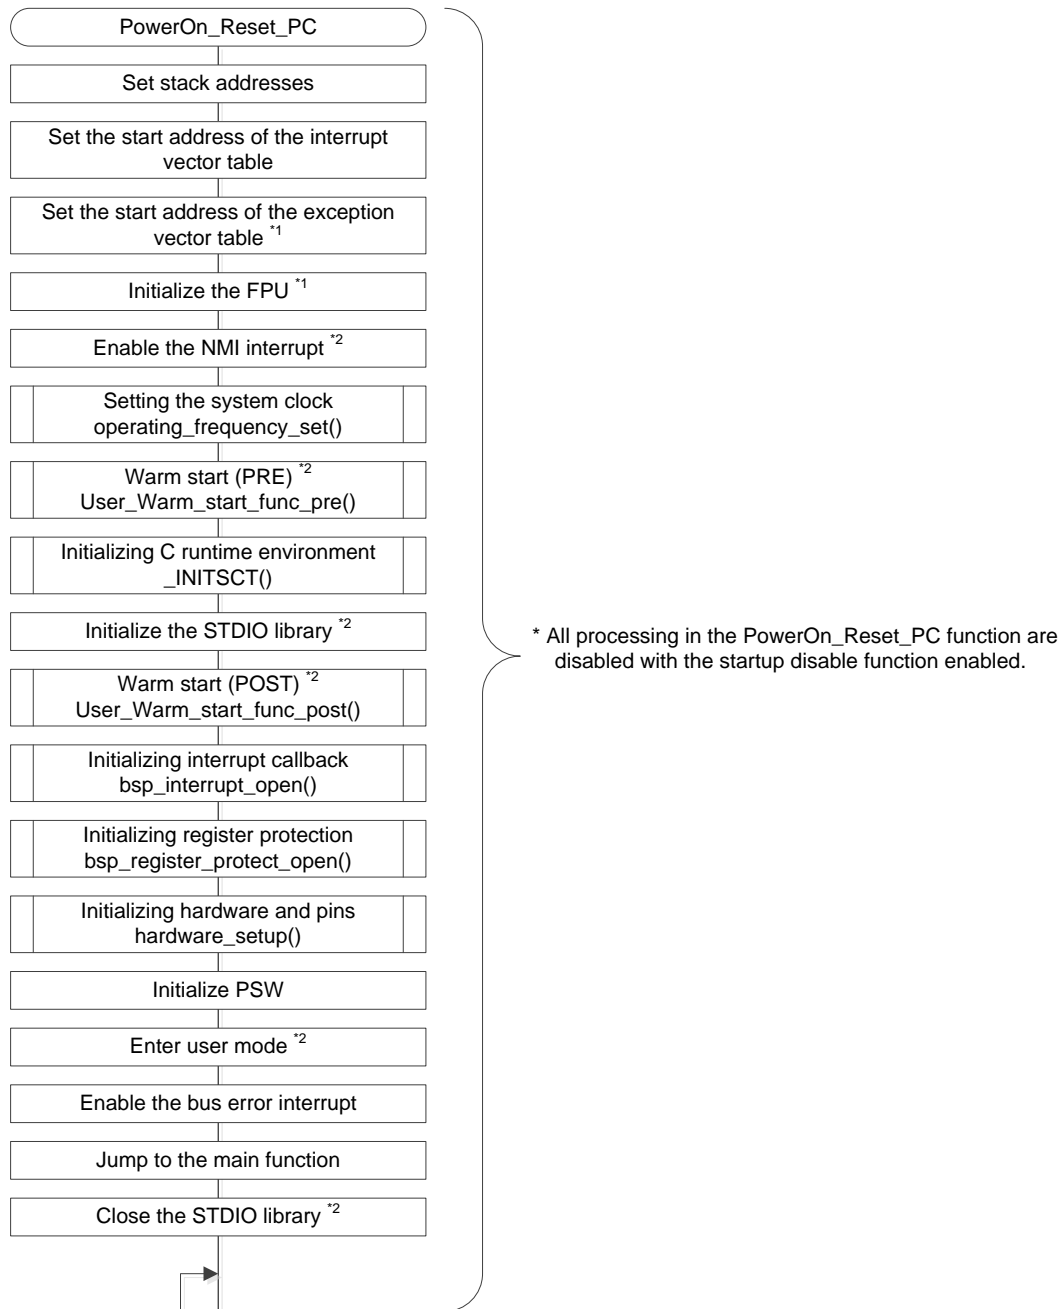 PowerOn_Reset_PC
Set stack addresses
Set the start address of the interrupt
vector table
Set the start address of the exception
vector table *1
Initialize the FPU *1
Enable the NMI interrupt *2
Setting the system clock
operating_frequency_set()
Warm start (PRE) *2
User_Warm_start_func_pre()
Initializing C runtime environment
_INITSCT()
Initialize the STDIO library *2
Warm start (POST) *2
User_Warm_start_func_post()
Initializing interrupt callback
bsp_interrupt_open()
Initializing register protection
bsp_register_protect_open()
Initializing hardware and pins
hardware_setup()
Initialize PSW
Enter user mode *2
Enable the bus error interrupt
Jump to the main function
Close the STDIO library *2
* All processing in the PowerOn_Reset_PC function are
disabled with the startup disable function enabled.